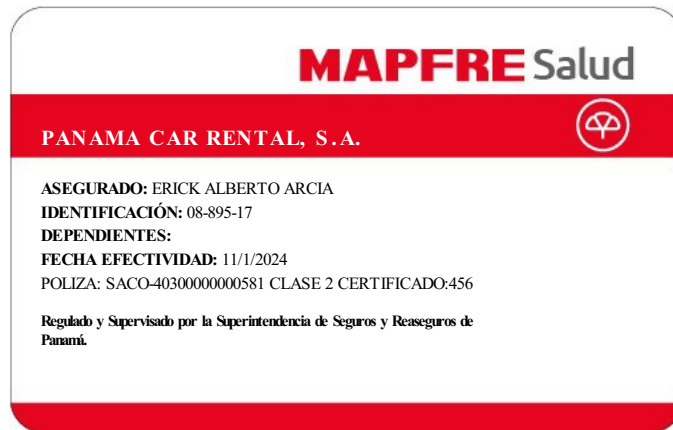 MAPFRE Salud
PANAMA CAR RENTAL, S.A.
ASEGURADO: ERICK ALBERTO ARCIA
IDENTIFICACIÓN: 08-895-17
DEPENDIENTES:
FECHA EFECTIVIDAD: 11/1/2024
POLIZA: SACO-40300000000581 CLASE 2 CERTIFICADO:456
Regulado y Supervisado por la Superintendencia de Seguros y Reaseguros de
Panamá.